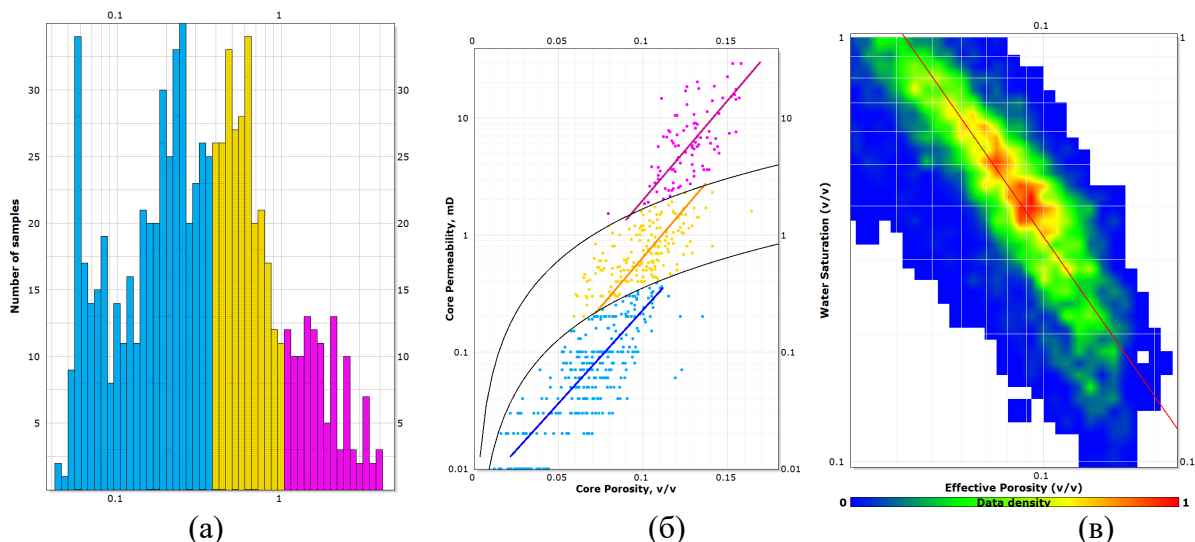 0.1 1
Number of samples
30
25
20
15
10
5
30
25
20
15
10
5
0.1 1
(а)
0 0.05 0.1 0.15
Core Permeability, mD
10
1
0.1
0.01
10
1
0.1
0.01
0 0.05 0.1 0.15
Core Porosity, v/v
(б)
0.1
Water Saturation (v/v)
1
0.1
1
0.1
0.1
Effective Porosity (v/v)
0 Data density 1
(в)